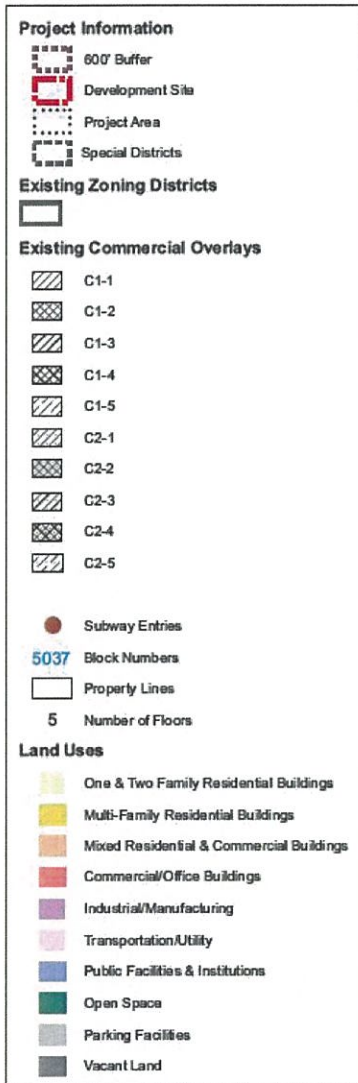 Project Information
600' Buffer
Development Site
Project Area
Special Districts
Existing Zoning Districts
Existing Commercial Overlays
C1-1
C1-2
C1-3
C1-4
C1-5
C2-1
C2-2
C2-3
C2-4
C2-5
Subway Entries
5037 Block Numbers
Property Lines
5 Number of Floors
Land Uses
One & Two Family Residential Buildings
Multi-Family Residential Buildings
Mixed Residential & Commercial Buildings
Commercial/Office Buildings
Industrial/Manufacturing
Transportation/Utility
Public Facilities & Institutions
Open Space
Parking Facilities
Vacant Land